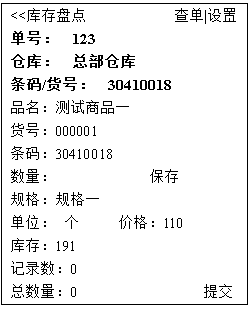 <<库存盘点 查单|设置
单号： 123
仓库： 总部仓库
条码/货号： 30410018
品名：测试商品一
货号：000001
条码：30410018
数量： 保存
规格：规格一
单位： 个 价格：110
库存：191
记录数：0
总数量：0 提交